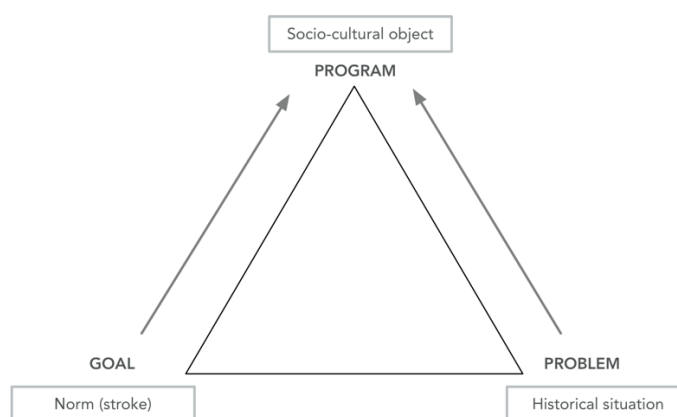 Socio-cultural object
PROGRAM
GOAL
PROBLEM
Norm (stroke)
Historical situation